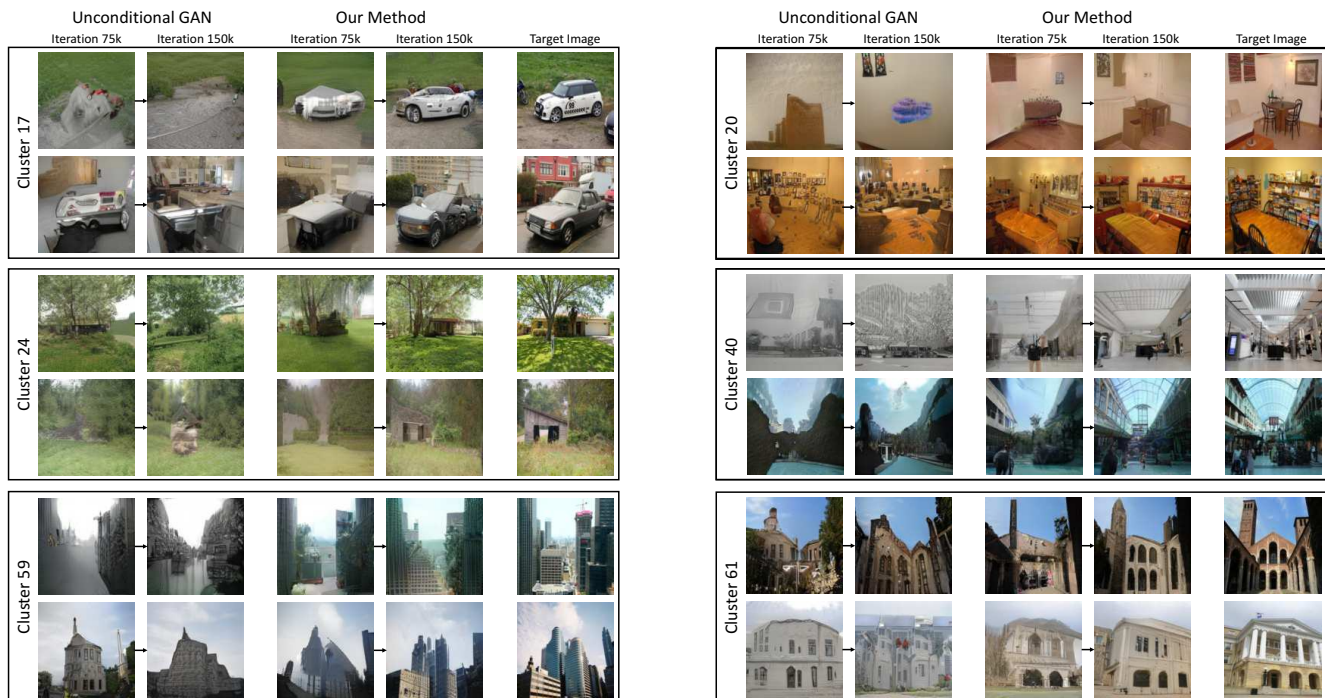 Unconditional GAN Our Method
Iteration 75k Iteration 150k Iteration 75k Iteration 150k Target Image
Cluster 17
Cluster 24
Cluster 59
Unconditional GAN Our Method
Iteration 75k Iteration 150k Iteration 75k Iteration 150k Target Image
Cluster 20
Cluster 40
Cluster 61